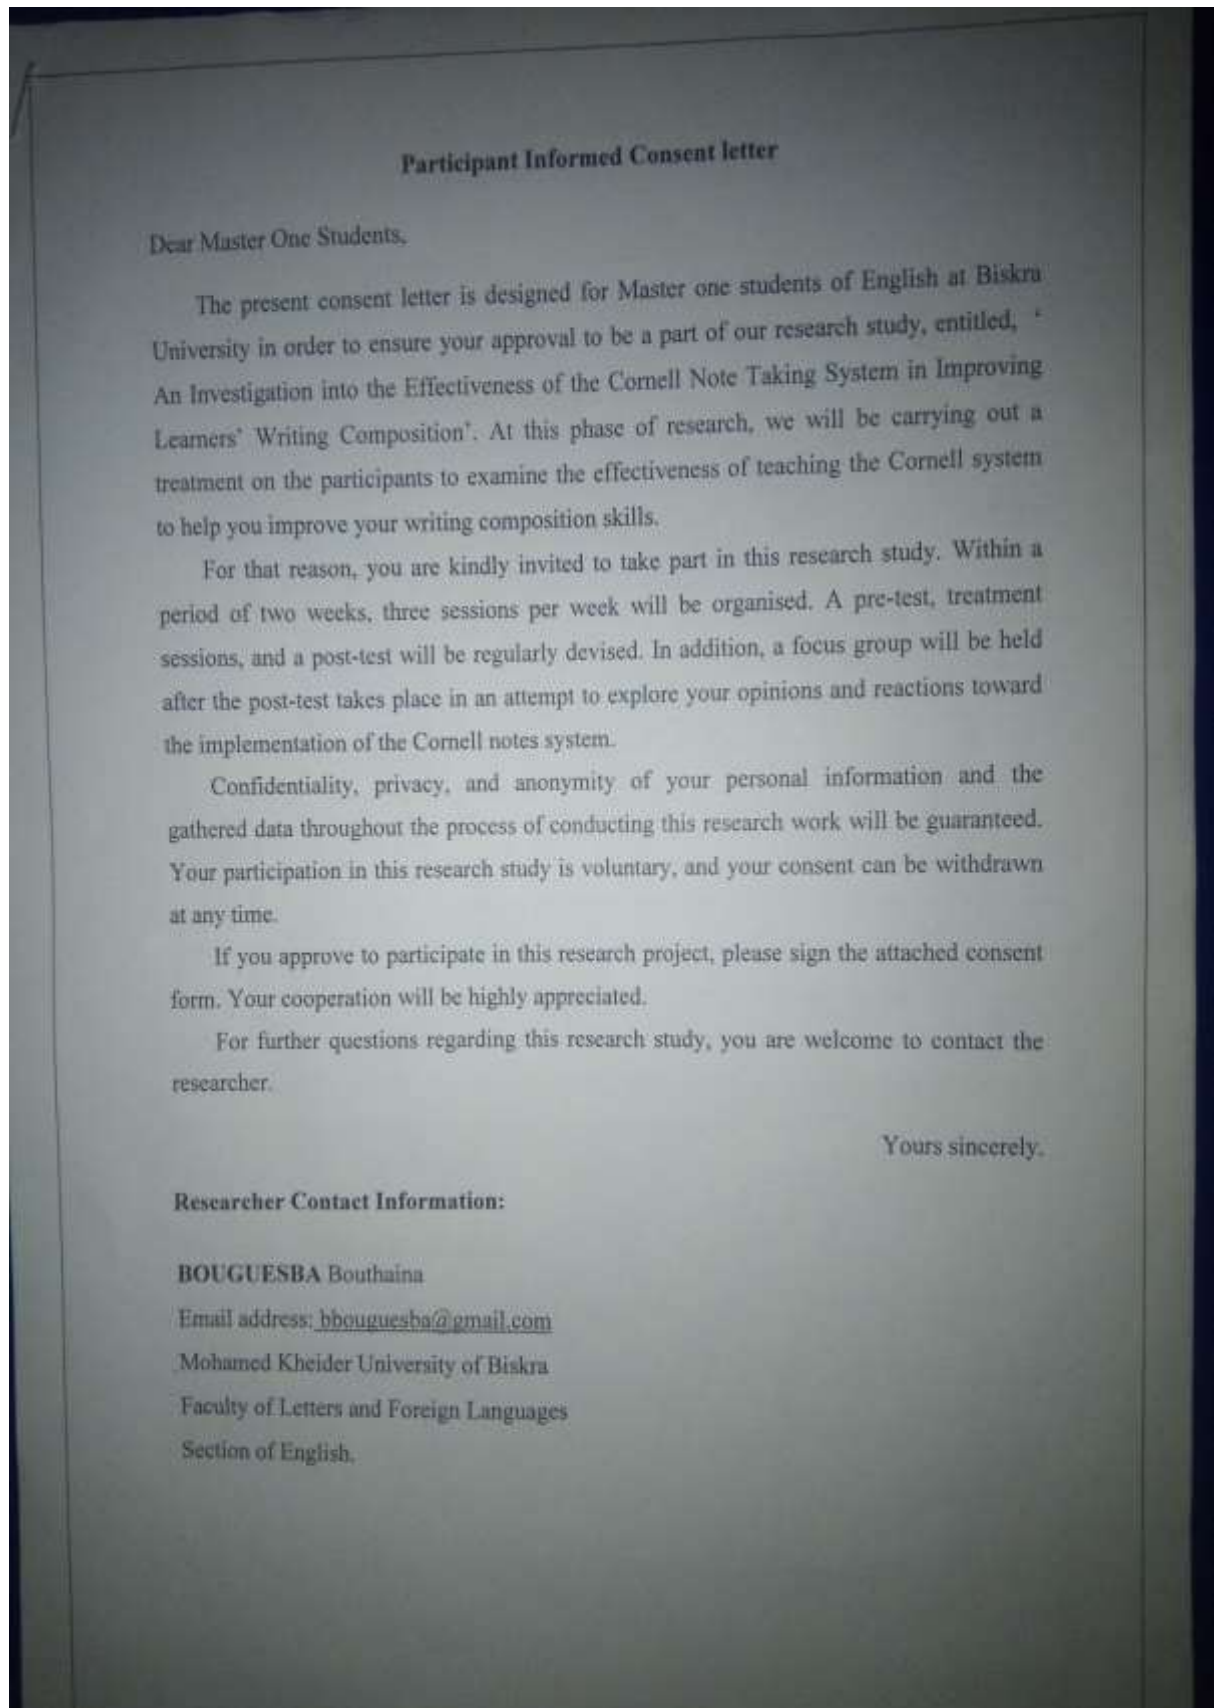 Participant Informed Consent letter
Dear Master One Students,
The present consent letter is designed for Master one students of English at Biskra
University in order to ensure your approval to be a part of our research study, entitled, ‘
An Investigation into the Effectiveness of the Cornell Note Taking System in Improving
Learners’ Writing Composition’. At this phase of research, we will be carrying out a
treatment on the participants to examine the effectiveness of teaching the Cornell system
to help you improve your writing composition skills.
For that reason, you are kindly invited to take part in this research study. Within a
period of two weeks, three sessions per week will be organised. A pre-test, treatment
sessions, and a post-test will be regularly devised. In addition, a focus group will be held
after the post-test takes place in an attempt to explore your opinions and reactions toward
the implementation of the Cornell notes system.
Confidentiality, privacy, and anonymity of your personal information and the
gathered data throughout the process of conducting this research work will be guaranteed.
Your participation in this research study is voluntary, and your consent can be withdrawn
at any time.
If you approve to participate in this research project, please sign the attached consent
form. Your cooperation will be highly appreciated.
For further questions regarding this research study, you are welcome to contact the
researcher.
Yours sincerely.
Researcher Contact Information:
BOUGUESBA Bouthaina
Email address: bbouguesba@gmail.com
Mohamed Kheider University of Biskra
Faculty of Letters and Foreign Languages
Section of English.